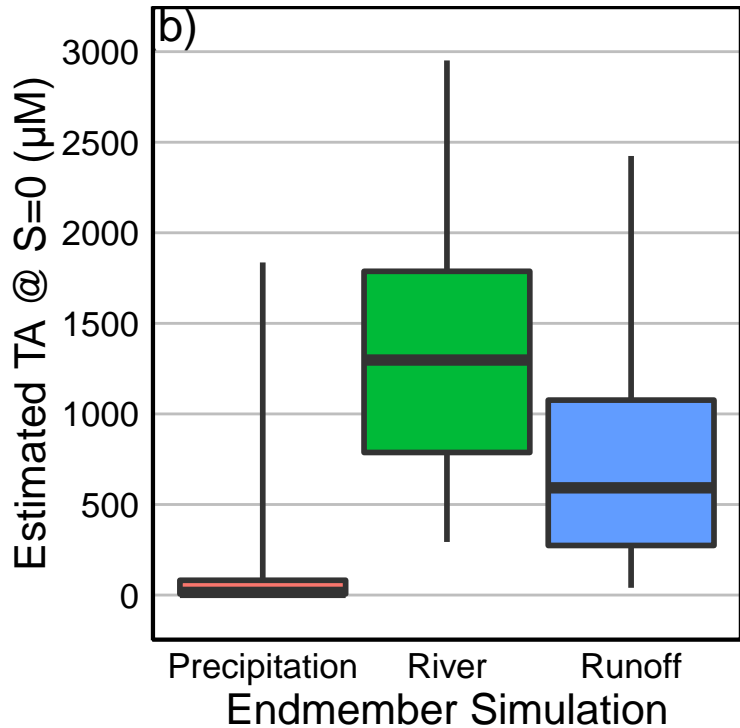 b)
Estimated TA @ S=0 (µM)
3000
2500
2000
1500
1000
500
0
Precipitation River Runoff
Endmember Simulation